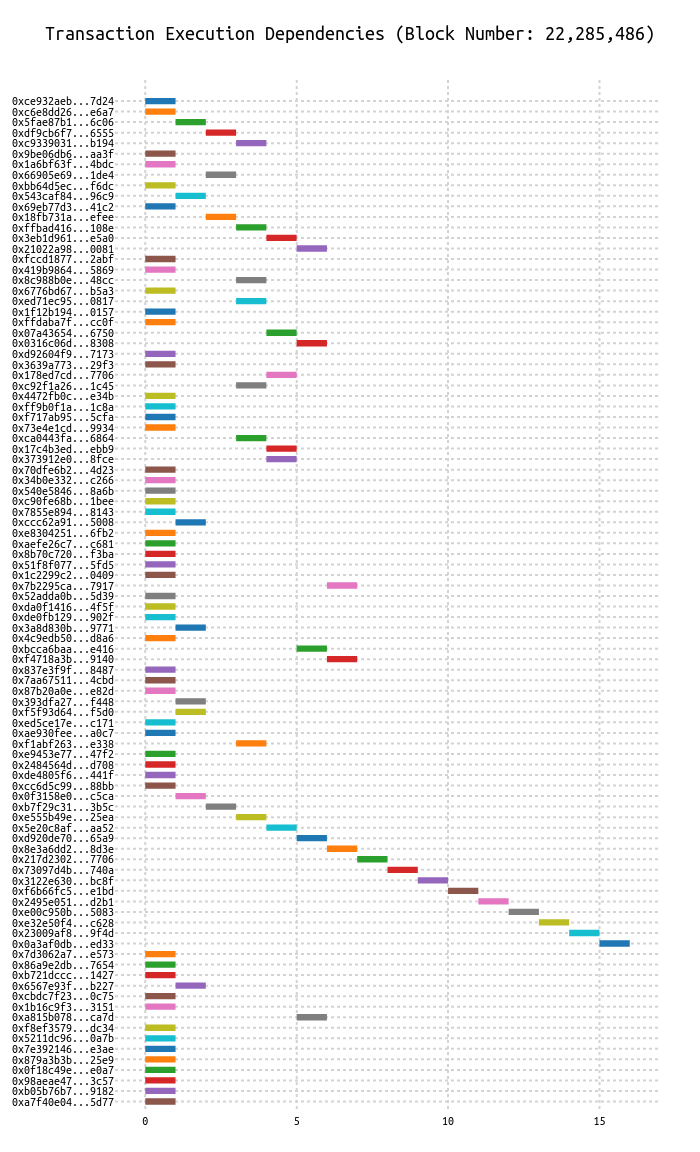 Transaction Execution Dependencies (Block Number: 22,285,486)
0xce932aeb...7d24
0xc6e8dd26...e6a7
0x5fae87b1...6c06
0xdf9cb6f7...6555
0xc9339031...b194
0x9be06db6...aa3f
0x1a6bf63f...4bdc
0x66905e69...1de4
0xbb64d5ec...f6dc
0x543caf84...96c9
0x69eb77d3...41c2
0x18fb731a...efee
0xffbad416...108e
0x3eb1d961...e5a0
0x21022a98...0081
0xfccd1877...2abf
0x419b9864...5869
0x8c988b0e...48cc
0x6776bd67...b5a3
0xed71ec95...0817
0x1f12b194...0157
0xffdaba7f...cc0f
0x07a43654...6750
0x0316c06d...8308
0xd92604f9...7173
0x3639a773...29f3
0x178ed7cd...7706
0xc92f1a26...1c45
0x4472fb0c...e34b
0xff9b0f1a...1c8a
0xf717ab95...5cfa
0x73e4e1cd...9934
0xca0443fa...6864
0x17c4b3ed...ebb9
0x373912e0...8fce
0x70dfe6b2...4d23
0x34b0e332...c266
0x540e5846...8a6b
0xc90fe68b...1bee
0x7855e894...8143
0xccc62a91...5008
0xe8304251...6fb2
0xaefe26c7...c681
0x8b70c720...f3ba
0x51f8f077...5fd5
0x1c2299c2...0409
0x7b2295ca...7917
0x52adda0b...5d39
0xda0f1416...4f5f
0xde0fb129...902f
0x3a8d830b...9771
0x4c9edb50...d8a6
0xbcca6baa...e416
0xf4718a3b...9140
0x837e3f9f...8487
0x7aa67511...4cbd
0x87b20a0e...e82d
0x393dfa27...f448
0xf5f93d64...f5d0
0xed5ce17e...c171
0xae930fee...a0c7
0xf1abf263...e338
0xe9453e77...47f2
0x2484564d...d708
0xde4805f6...441f
0xcc6d5c99...88bb
0x0f3158e0...c5ca
0xb7f29c31...3b5c
0xe555b49e...25ea
0x5e20c8af...aa52
0xd920de70...65a9
0x8e3a6dd2...8d3e
0x217d2302...7706
0x73097d4b...740a
0x3122e630...bc8f
0xf6b66fc5...e1bd
0x2495e051...d2b1
0xe00c950b...5083
0xe32e50f4...c628
0x23009af8...9f4d
0x0a3af0db...ed33
0x7d3062a7...e573
0x86a9e2db...7654
0xb721dccc...1427
0x6567e93f...b227
0xcbdc7f23...0c75
0x1b16c9f3...3151
0xa815b078...ca7d
0xf8ef3579...dc34
0x5211dc96...0a7b
0x7e392146...e3ae
0x879a3b3b...25e9
0x0f18c49e...e0a7
0x98aeae47...3c57
0xb05b76b7...9182
0xa7f40e04...5d77
0 5 10 15